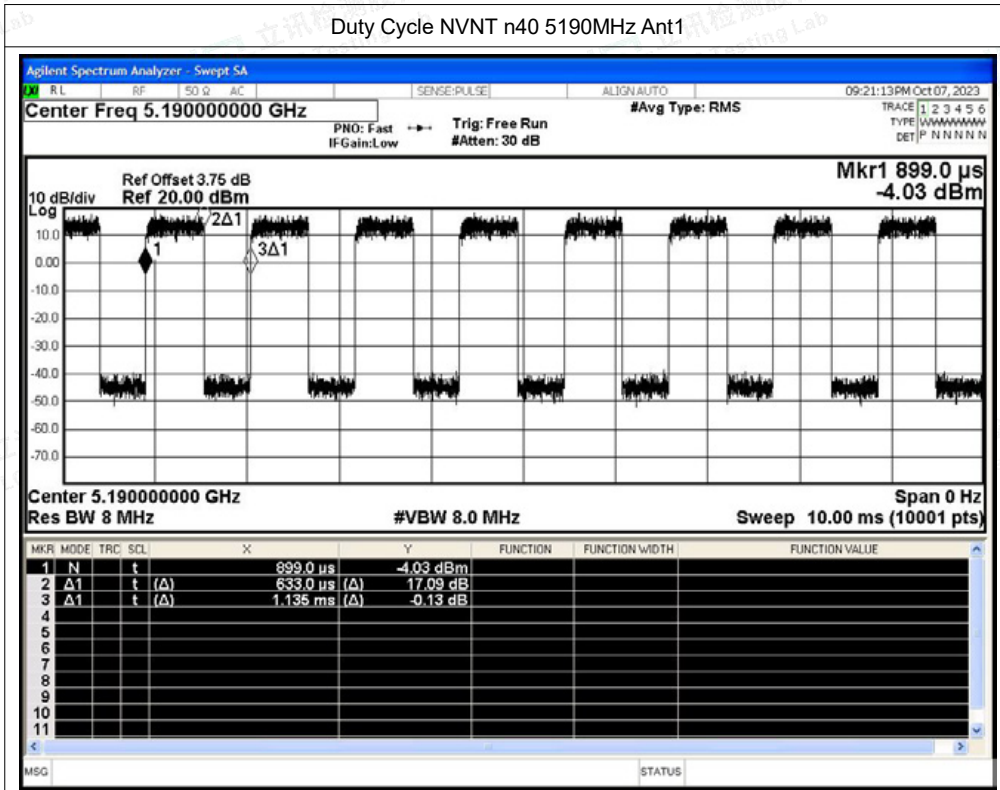 Duty Cycle NVNT n40 5190MHz Ant1
Agilent Spectrum Analyzer - Swept SA
RL RF 50 Ω AC SENSE:PULSE ALIGN AUTO 09:21:13PM Oct 07, 2023
Center Freq 5.190000000 GHz #Avg Type: RMS TRACE 1 2 3 4 5 6
PNO: Fast Trig: Free Run TYPE WWWWWW
IFGain:Low #Atten: 30 dB DET P N N N N N
Ref Offset 3.75 dB Mkr1 899.0 µs
10 dB/div Ref 20.00 dBm -4.03 dBm
Log
2Δ1
10.0
1 3Δ1
0.00
-10.0
-20.0
-30.0
-40.0
-50.0
-60.0
-70.0
Center 5.190000000 GHz Span 0 Hz
Res BW 8 MHz #VBW 8.0 MHz Sweep 10.00 ms (10001 pts)
MKR MODE TRC SCL X Y FUNCTION FUNCTION WIDTH FUNCTION VALUE
1 N t 899.0 µs -4.03 dBm
2 Δ1 t (Δ) 633.0 µs (Δ) 17.09 dB
3 Δ1 t (Δ) 1.135 ms (Δ) -0.13 dB
4
5
6
7
8
9
10
11
MSG STATUS